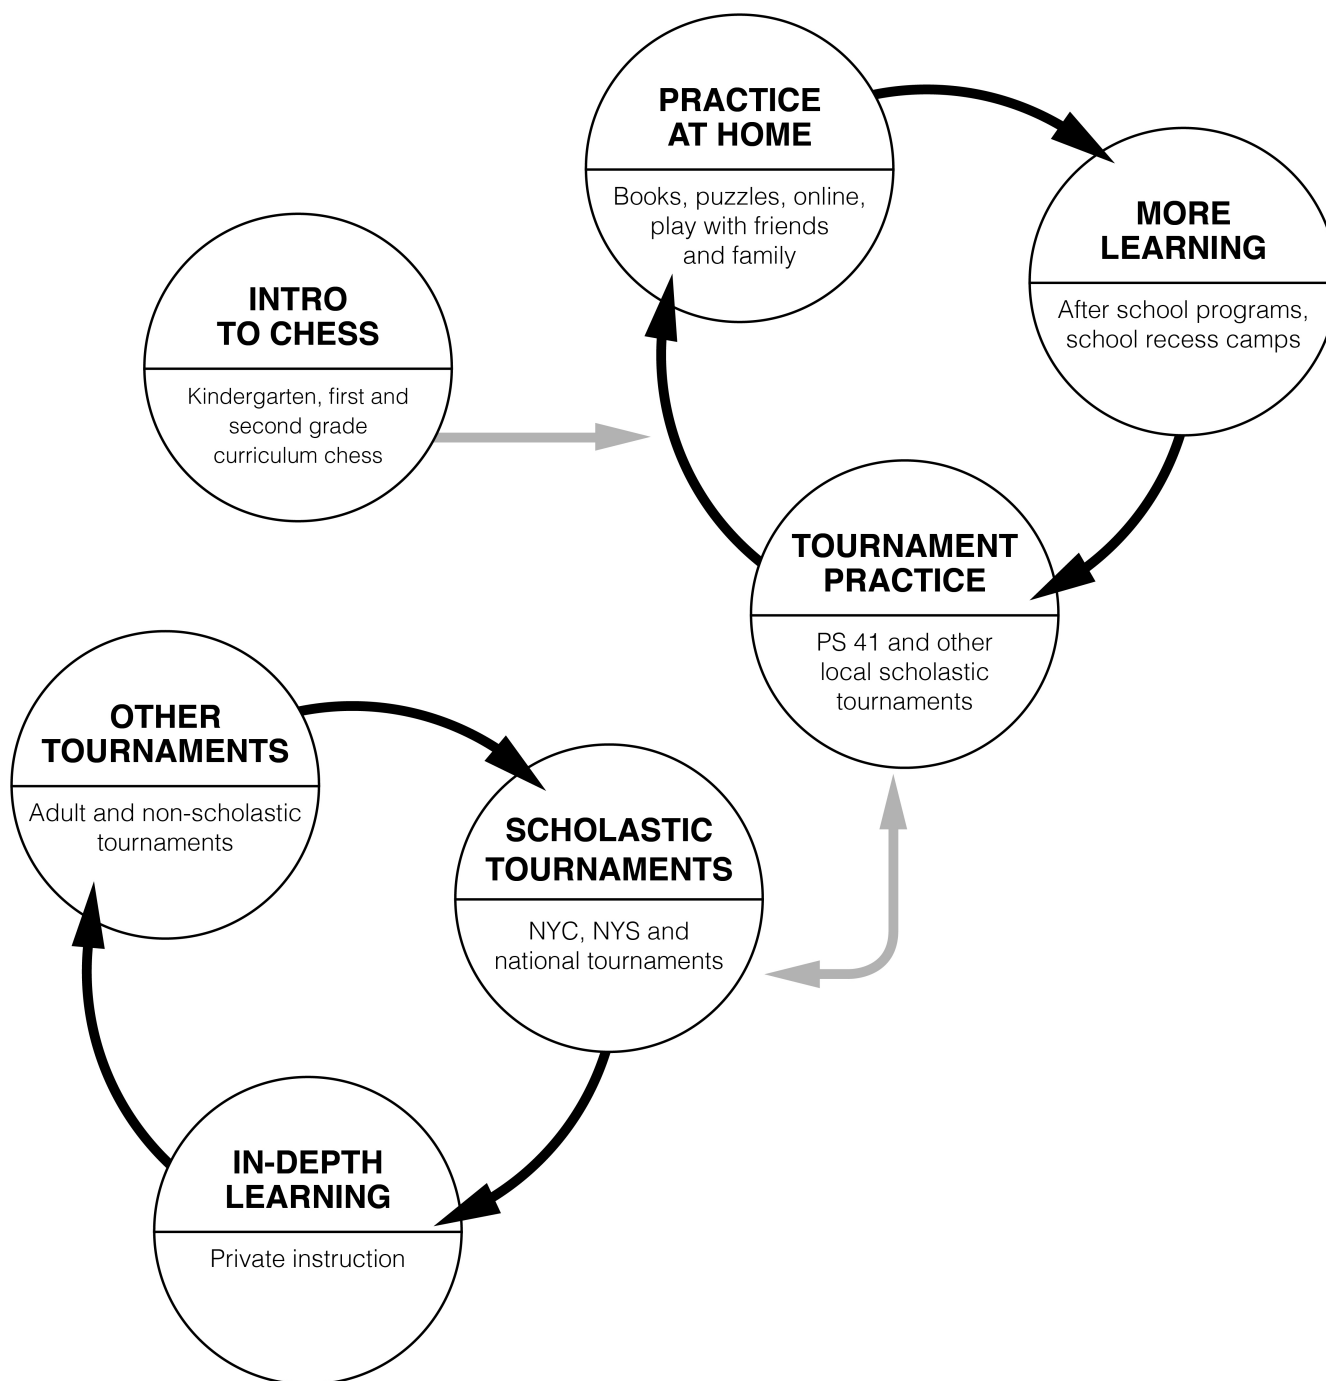 PRACTICE
AT HOME
Books, puzzles, online,
play with friends
and family
MORE
LEARNING
After school programs,
school recess camps
INTRO
TO CHESS
Kindergarten, first and
second grade
curriculum chess
TOURNAMENT
PRACTICE
PS 41 and other
local scholastic
tournaments
OTHER
TOURNAMENTS
Adult and non-scholastic
tournaments
SCHOLASTIC
TOURNAMENTS
NYC, NYS and
national tournaments
IN-DEPTH
LEARNING
Private instruction